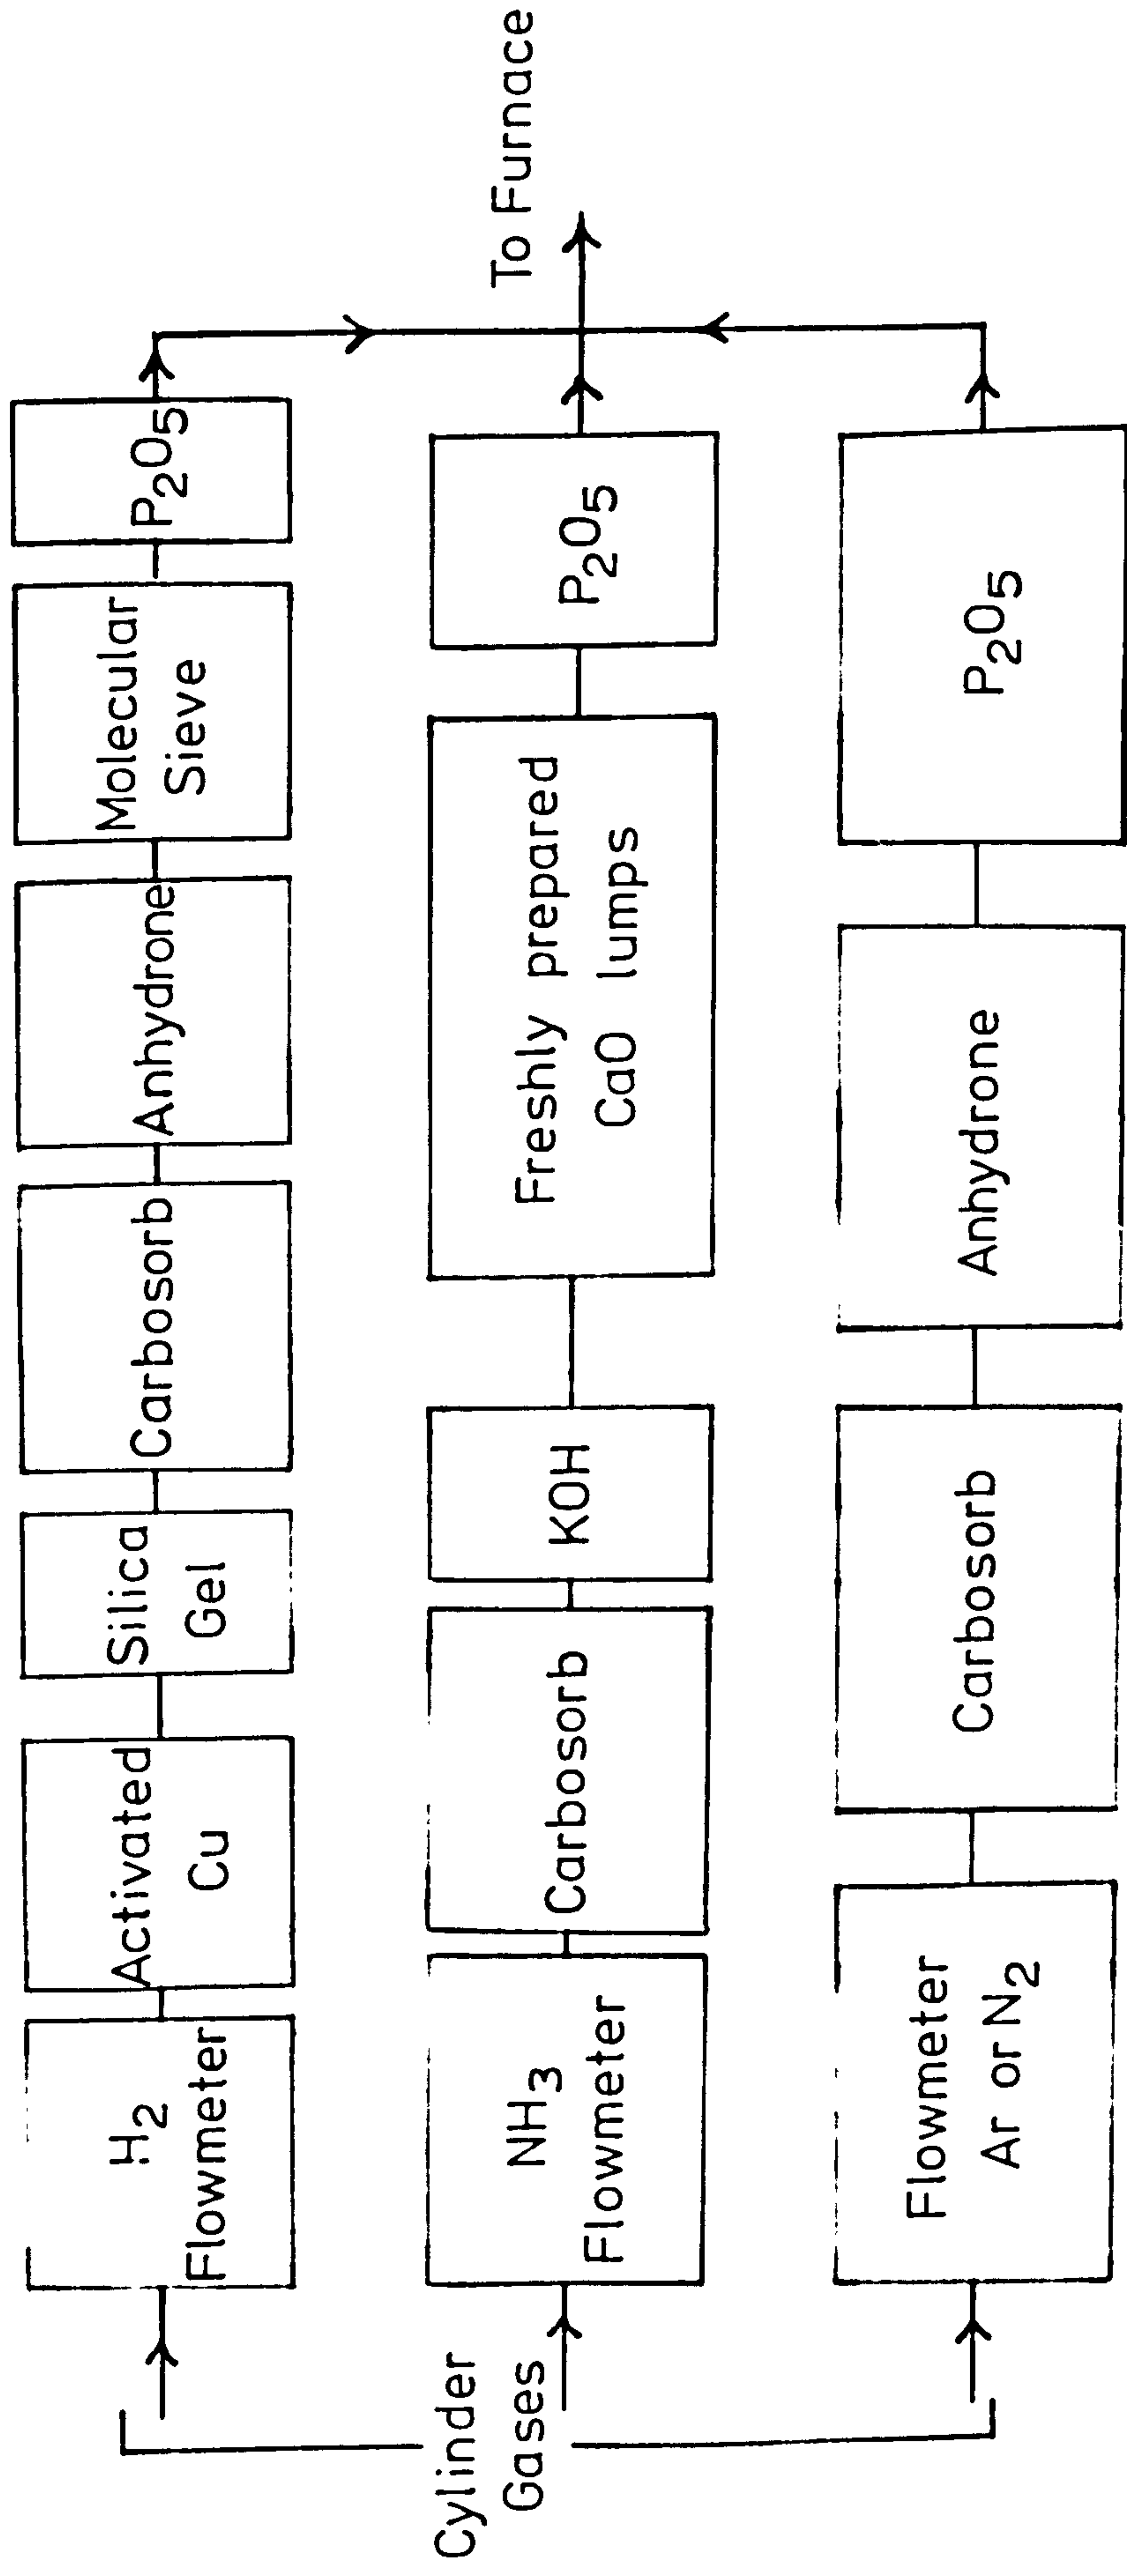 Cylinder
Gases
H2
Flowmeter
Activated
Cu
Silica
Gel
Carbosorb
Anhydrone
Molecular
Sieve
P2O5
NH3
Flowmeter
Carbosorb
KOH
Freshly prepared
CaO lumps
P2O5
Flowmeter
Ar or N2
Carbosorb
Anhydrone
P2O5
To Furnace